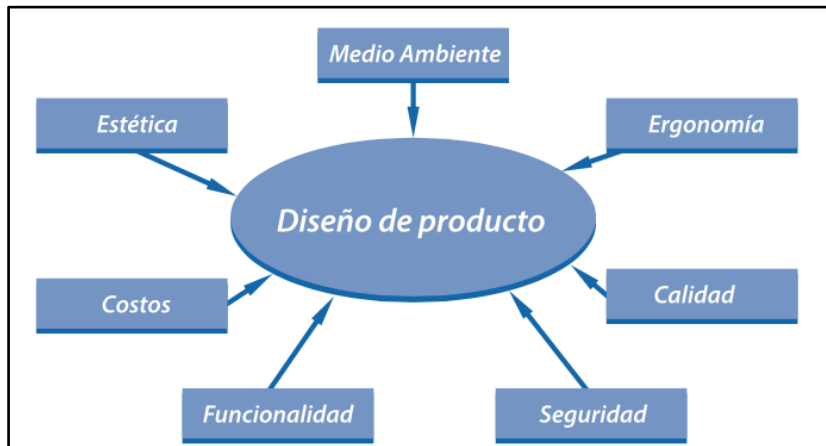 Medio Ambiente
Estética
Ergonomía
Diseño de producto
Costos
Calidad
Funcionalidad
Seguridad